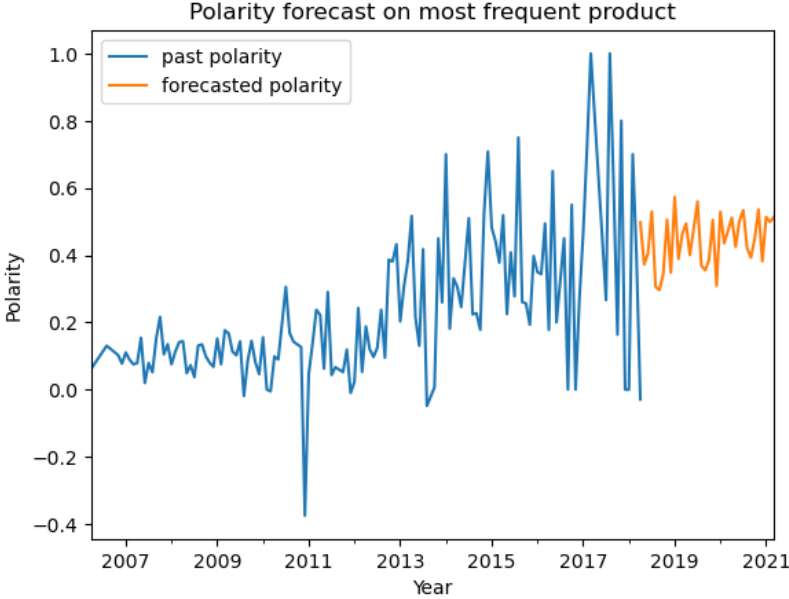 Polarity forecast on most frequent product
past polarity
forecasted polarity
1.0
0.8
0.6
0.4
0.2
0.0
−0.2
−0.4
Polarity
2007 2009 2011 2013 2015 2017 2019 2021
Year